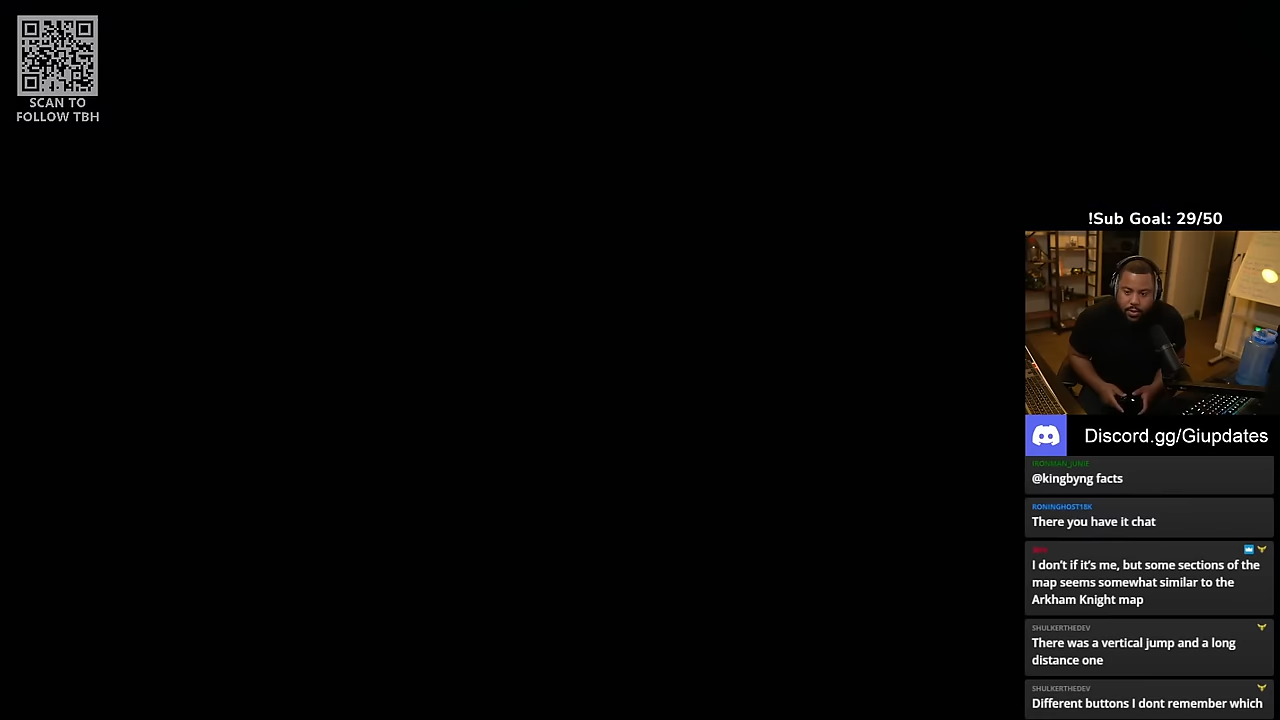 SCAN TO
FOLLOW TBH
!Sub Goal: 29/50
Discord.gg/Giupdates
IRONMAN_JUNIE
@kingbyng facts
RONINGHOST18K
There you have it chat
I don't if it's me, but some sections of the
map seems somewhat similar to the
Arkham Knight map
SHULKERTHEDEV
There was a vertical jump and a long
distance one
SHULKERTHEDEV
Different buttons I dont remember which